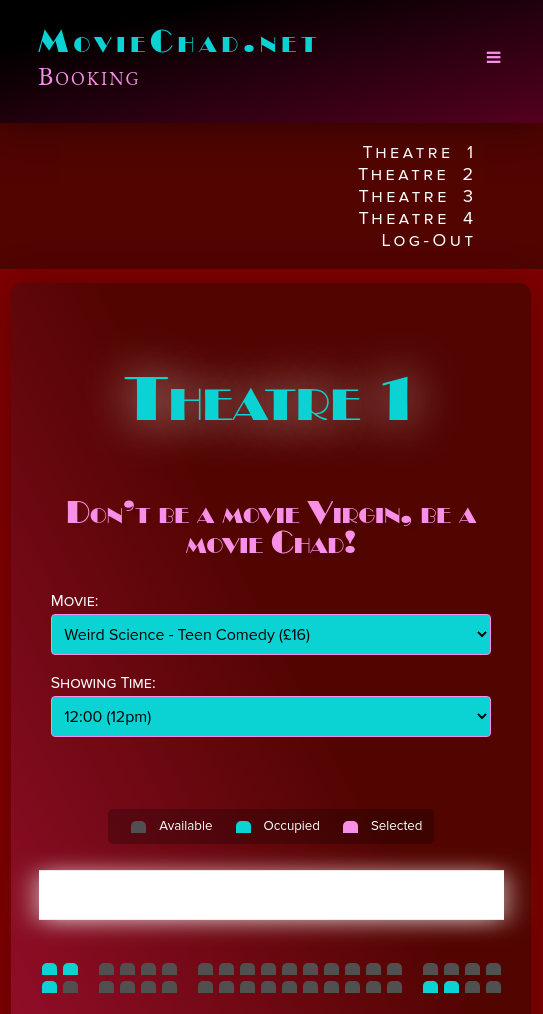 MovieChad.net
Booking
Theatre 1
Theatre 2
Theatre 3
Theatre 4
Log-Out
Theatre 1
Don't be a movie Virgin, be a
movie Chad!
Movie:
Weird Science - Teen Comedy (£16)
Showing Time:
12:00 (12pm)
Available Occupied Selected